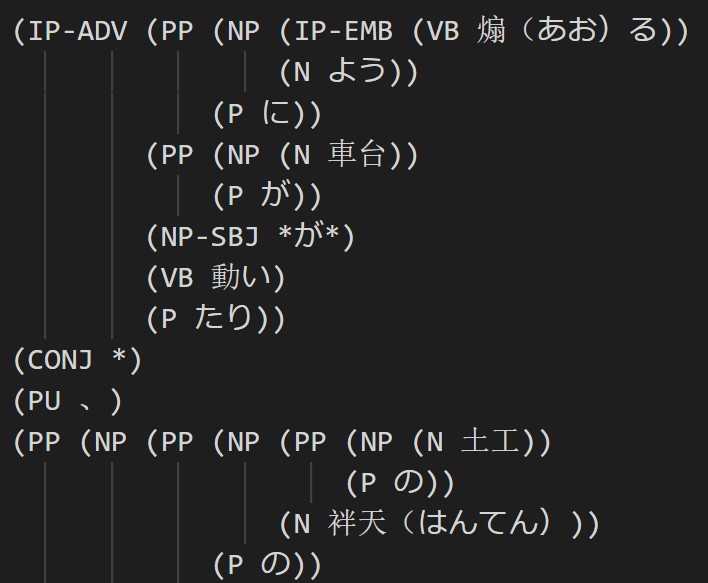 (IP-ADV (PP (NP (IP-EMB (VB 煽（あお）る))
(N よう))
(P に))
(PP (NP (N 車台))
(P が))
(NP-SBJ *が*)
(VB 動い)
(P たり))
(CONJ *)
(PU 、)
(PP (NP (PP (NP (PP (NP (N 土工))
(P の))
(N 袢天（はんてん）))
(P の))